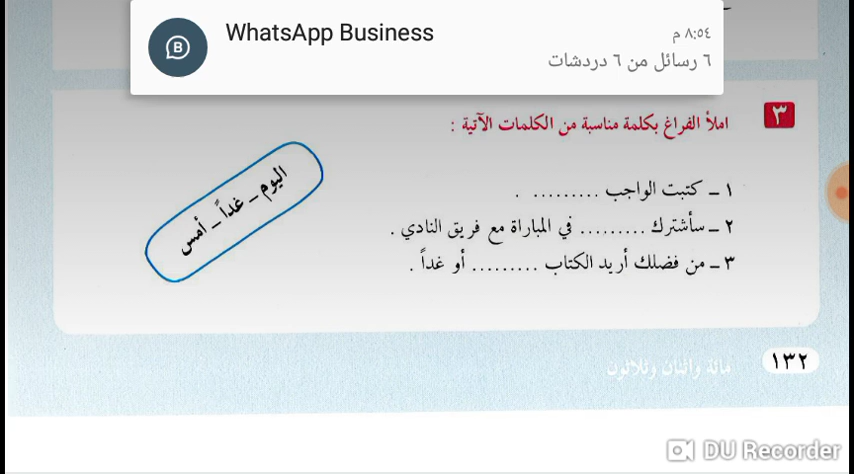 WhatsApp Business
٨:٥٤ م
٦ رسائل من ٦ دردشات
٣
املأ الفراغ بكلمة مناسبة من الكلمات الآتية :
اليوم – غداً – أمس
١ – كتبت الواجب ......... .
٢ – سأشترك ......... في المباراة مع فريق النادي .
٣ – من فضلك أريد الكتاب ......... أو غداً .
١٣٢
مائة واثنان وثلاثون
DU Recorder